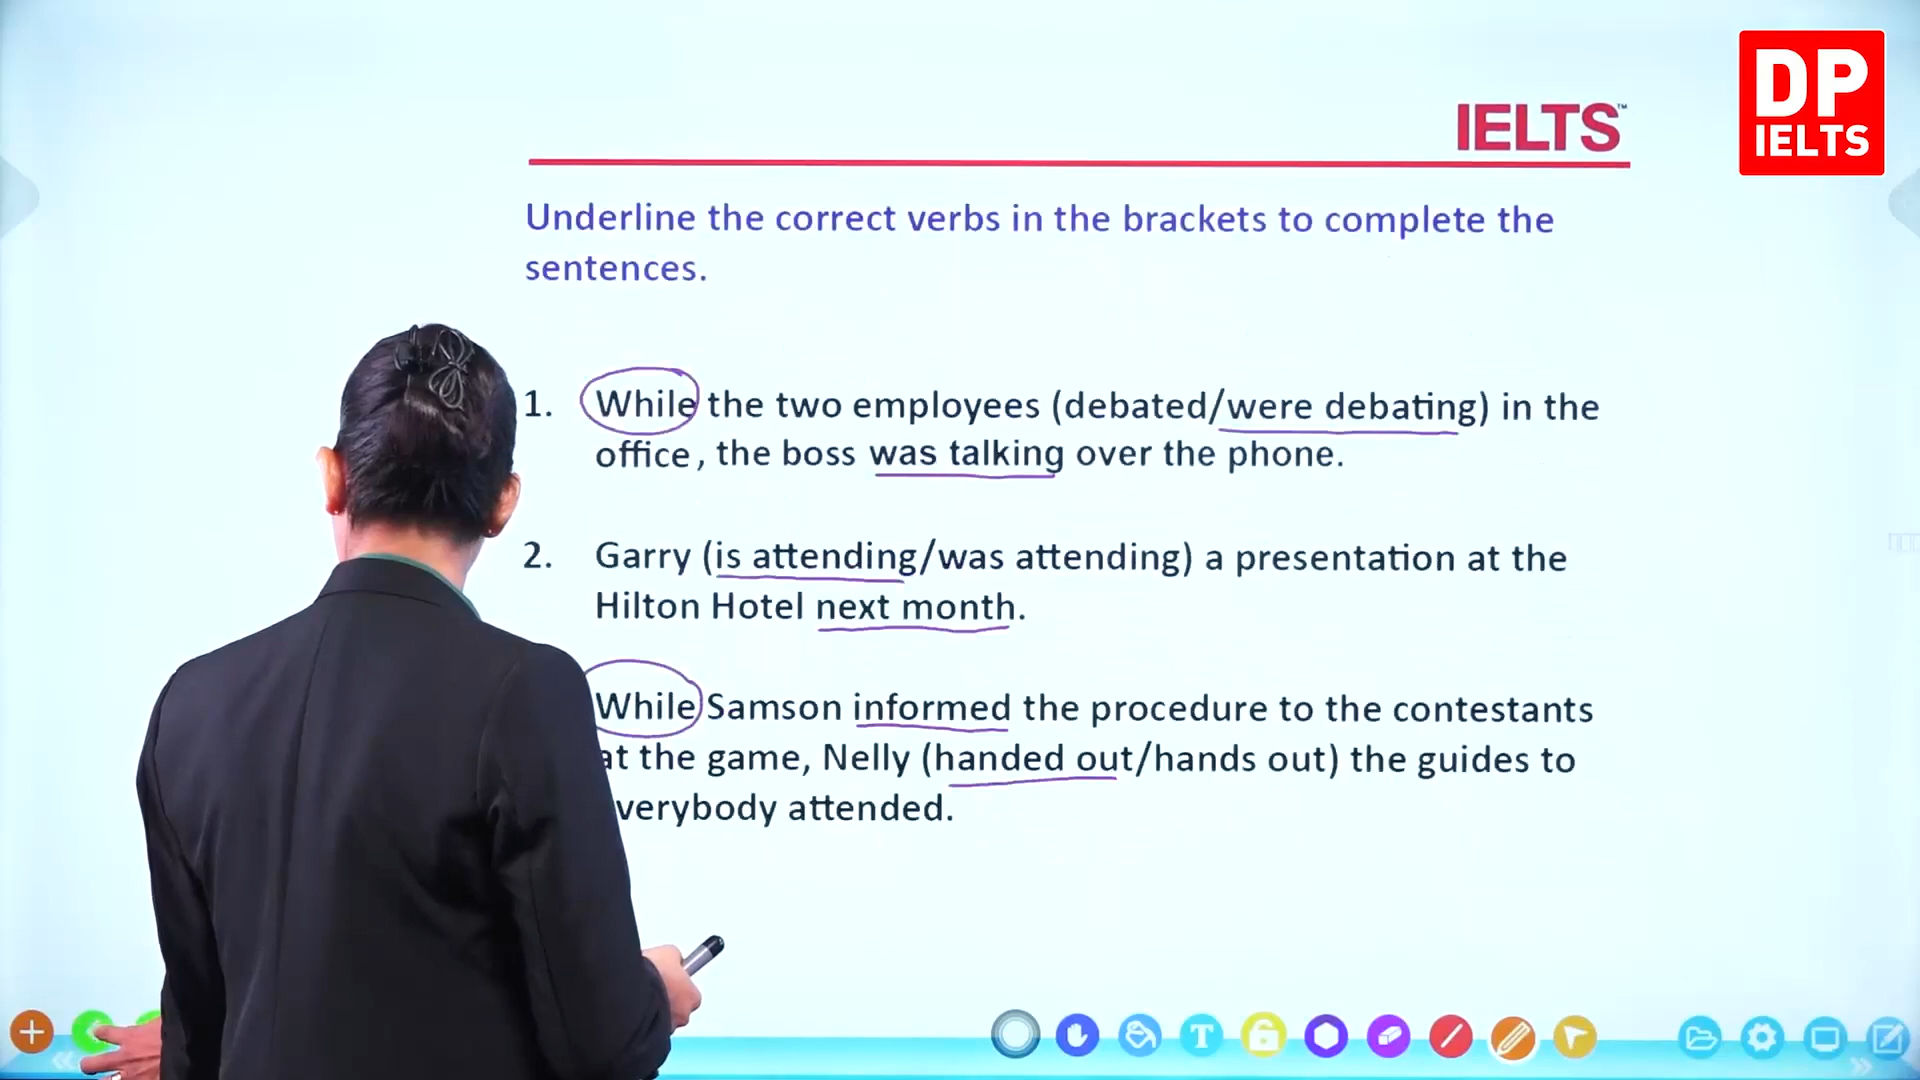 DP
IELTS
IELTS™
Underline the correct verbs in the brackets to complete the
sentences.
1. While the two employees (debated/were debating) in the
office, the boss was talking over the phone.
2. Garry (is attending/was attending) a presentation at the
Hilton Hotel next month.
While Samson informed the procedure to the contestants
at the game, Nelly (handed out/hands out) the guides to
verybody attended.
T